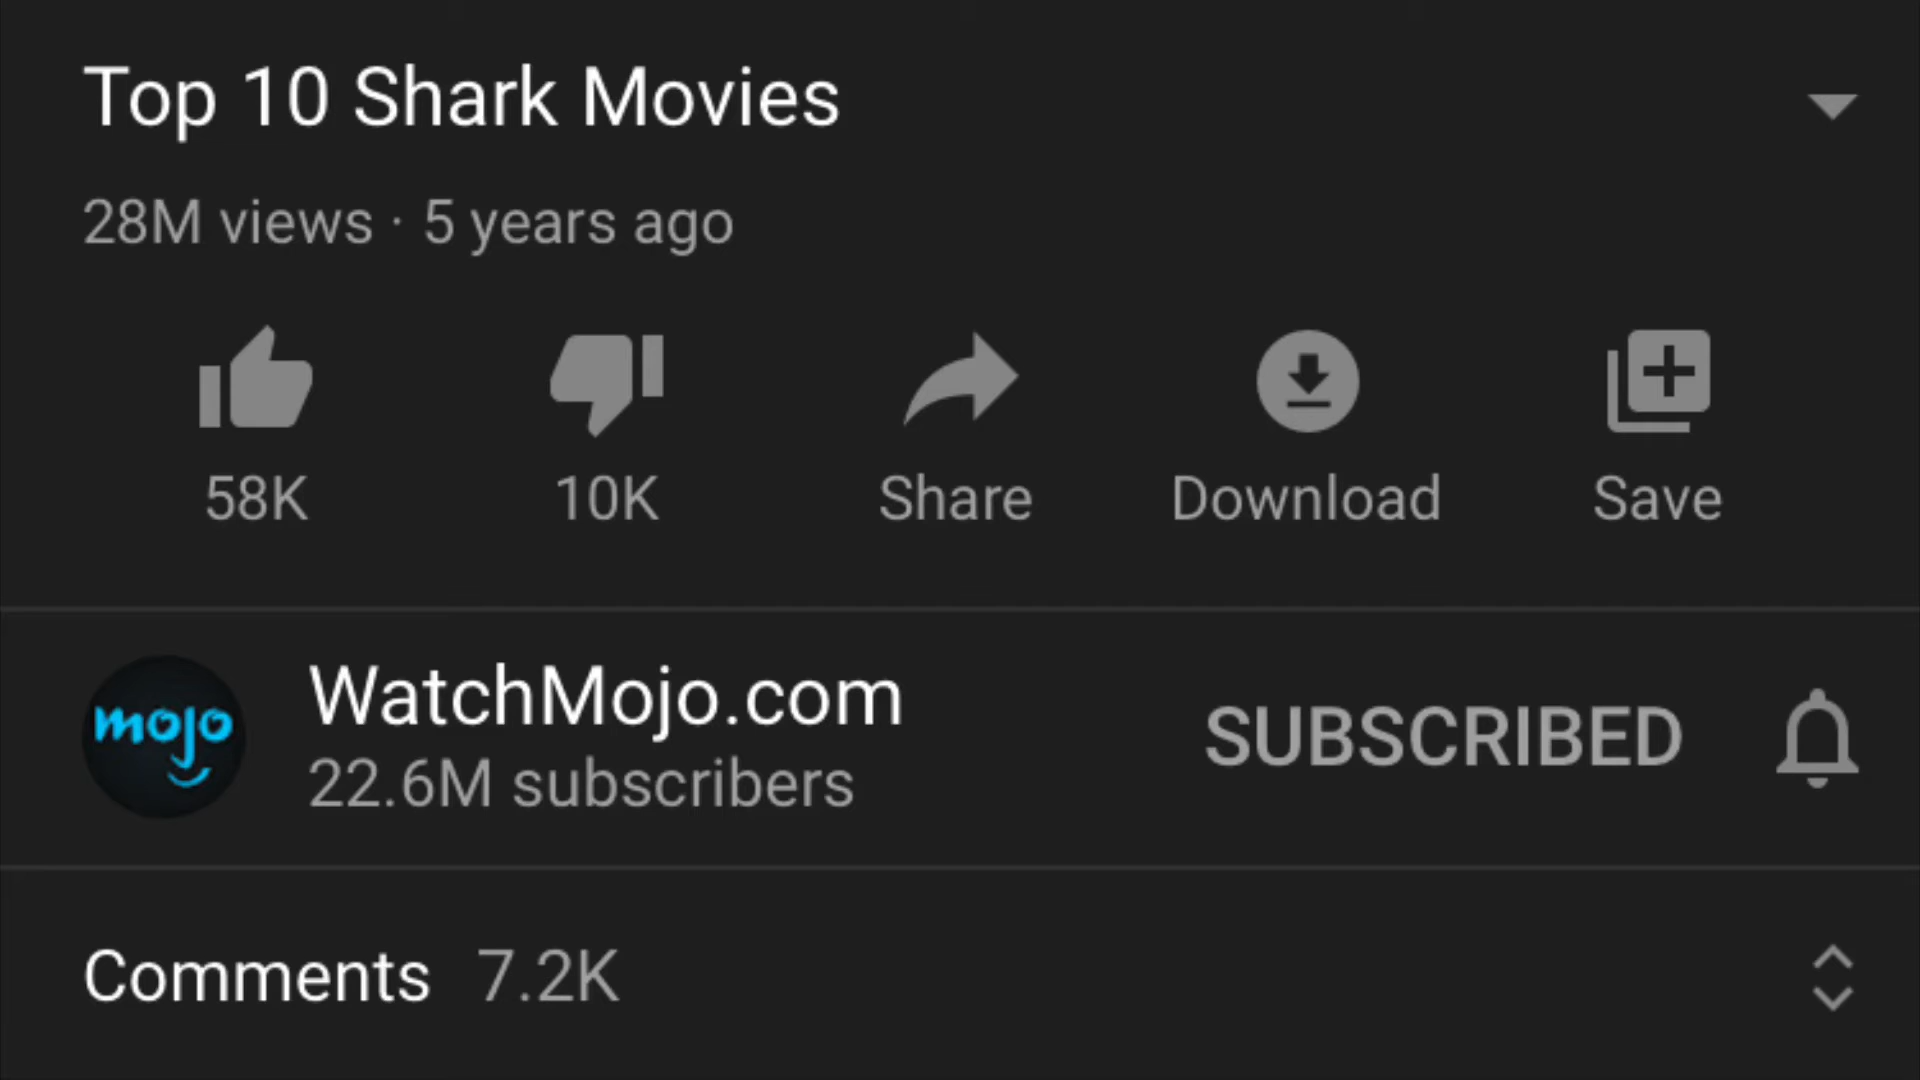 Top 10 Shark Movies
28M views · 5 years ago
58K 10K Share Download Save
mojo
WatchMojo.com
22.6M subscribers
SUBSCRIBED
Comments 7.2K